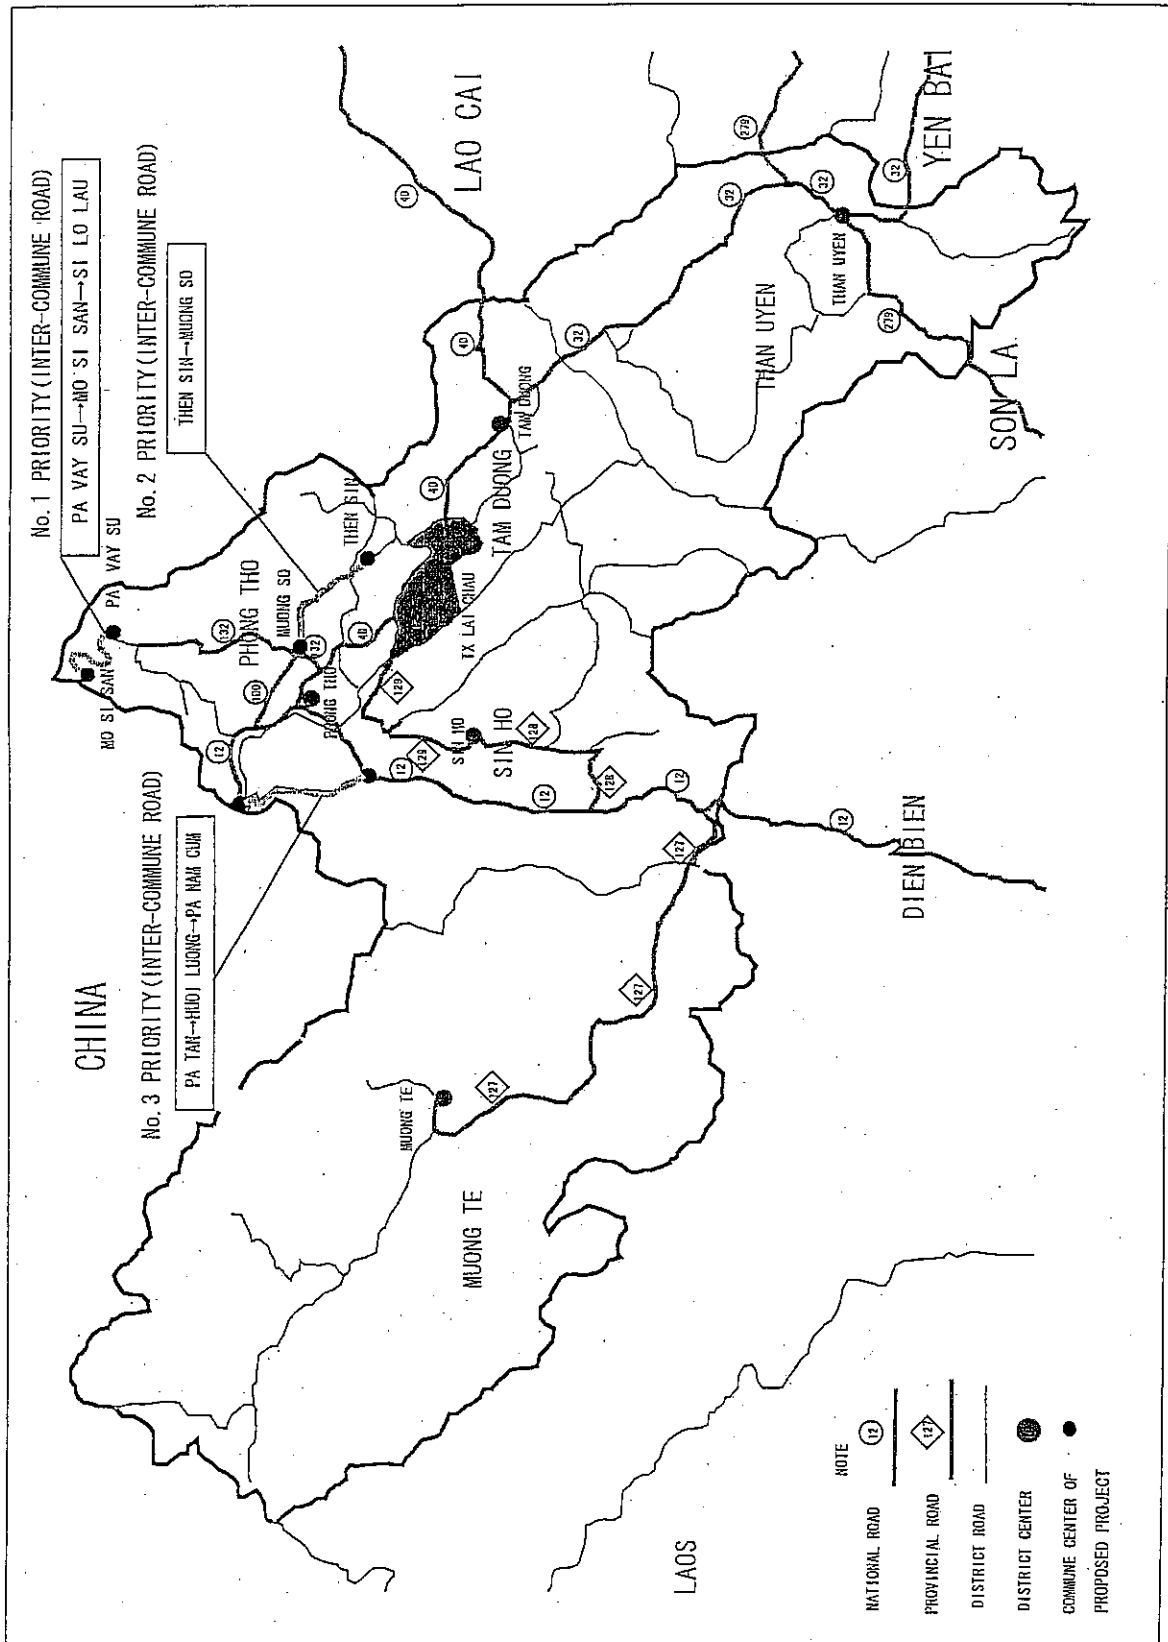 No. 1 PRIORITY(INTER-COMMUNE ROAD)
PA VAY SU→MO SI SAN→SI LO LAU
No. 2 PRIORITY(INTER-COMMUNE ROAD)
THEN SIN→MUONG SO
No. 3 PRIORITY(INTER-COMMUNE ROAD)
PA TAN→HUOI LUONG→PA NAM CUM
CHINA
LAO CAI
YEN BAI
SON LA
DIEN BIEN
LAOS
MUONG TE
MUONG TE
PHONG THO
PHONG THO
MO SI SAN
PA VAY SU
MUONG SO
THEN SIN
TAM DUONG
TAM DUONG
TX LAI CHAU
SIN HO
SIN HO
THAN UYEN
THAN UYEN
12
12
12
12
12
100
132
132
4D
4D
4D
4D
32
32
32
32
279
279
129
129
128
128
127
127
127
NOTE
NATIONAL ROAD 12
PROVINCIAL ROAD 127
DISTRICT ROAD
DISTRICT CENTER
COMMUNE CENTER OF
PROPOSED PROJECT